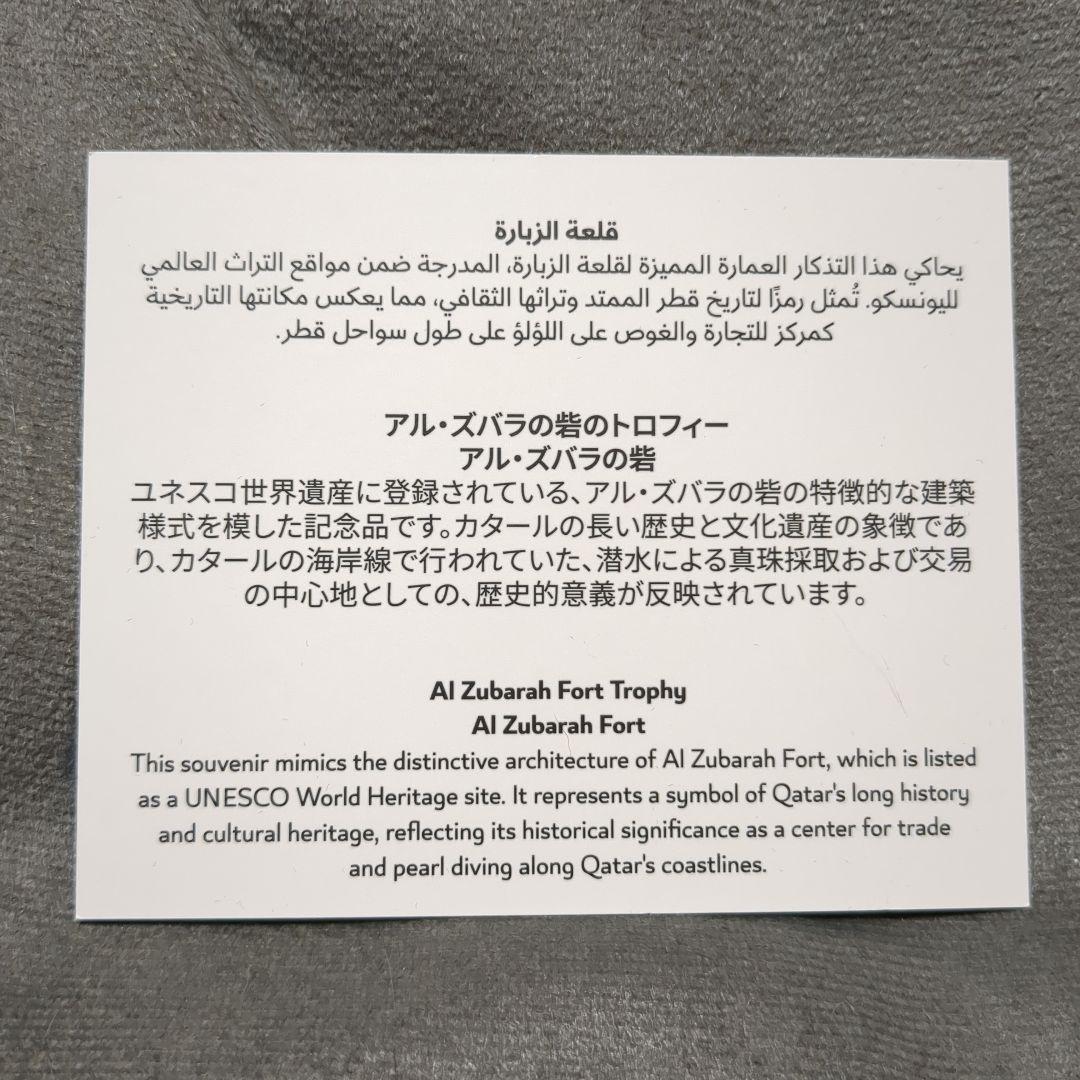 قلعة الزبارة
يحاكي هذا التذكار العمارة المميزة لقلعة الزبارة، المدرجة ضمن مواقع التراث العالمي
لليونسكو. تُمثل رمزًا لتاريخ قطر الممتد وتراثها الثقافي، مما يعكس مكانتها التاريخية
كمركز للتجارة والغوص على اللؤلؤ على طول سواحل قطر.
アル・ズバラの砦のトロフィー
アル・ズバラの砦
ユネスコ世界遺産に登録されている、アル・ズバラの砦の特徴的な建築
様式を模した記念品です。カタールの長い歴史と文化遺産の象徴であ
り、カタールの海岸線で行われていた、潜水による真珠採取および交易
の中心地としての、歴史的意義が反映されています。
Al Zubarah Fort Trophy
Al Zubarah Fort
This souvenir mimics the distinctive architecture of Al Zubarah Fort, which is listed
as a UNESCO World Heritage site. It represents a symbol of Qatar's long history
and cultural heritage, reflecting its historical significance as a center for trade
and pearl diving along Qatar's coastlines.